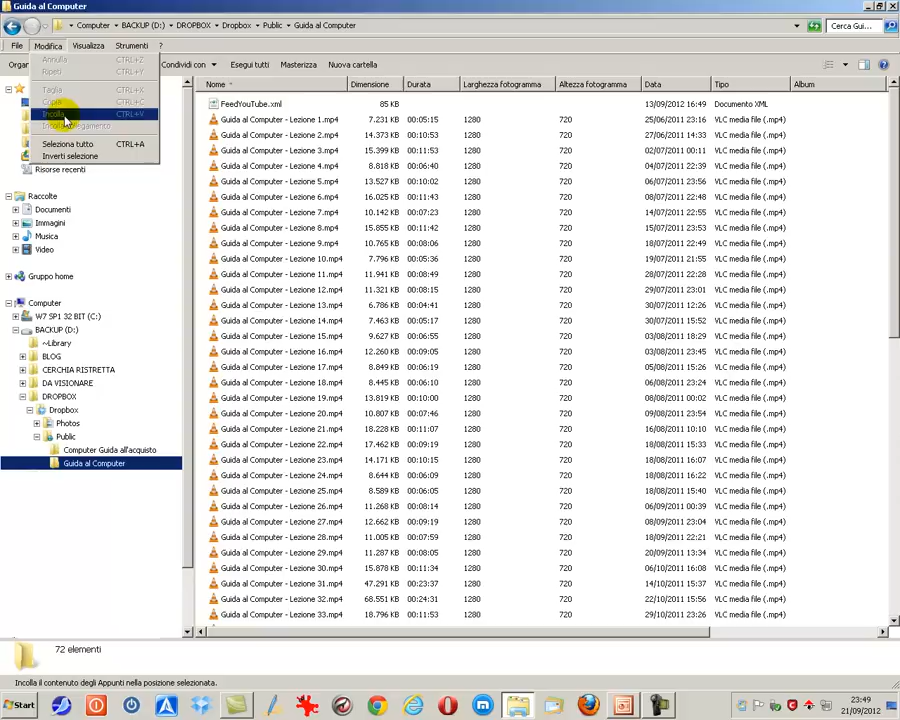 Guida al Computer
Computer ▸ BACKUP (D:) ▸ DROPBOX ▸ Dropbox ▸ Public ▸ Guida al Computer
Cerca Gui...
File Modifica Visualizza Strumenti ?
Organ Condividi con Esegui tutti Masterizza Nuova cartella
Annulla CTRL+Z
Ripeti CTRL+Y
Taglia CTRL+X
Copia CTRL+C
Incolla CTRL+V
Seleziona tutto CTRL+A
Inverti selezione
Risorse recenti
Raccolte
Documenti
Immagini
Musica
Video
Gruppo home
Computer
W7 SP1 32 BIT (C:)
BACKUP (D:)
~Library
BLOG
CERCHIA RISTRETTA
DA VISIONARE
DROPBOX
Dropbox
Photos
Public
Computer Guida all'acquisto
Guida al Computer
Nome Dimensione Durata Larghezza fotogramma Altezza fotogramma Data Tipo Album
FeedYouTube.xml 85 KB 13/09/2012 16:49 Documento XML
Guida al Computer - Lezione 1.mp4 7.231 KB 00:05:15 1280 720 25/06/2011 23:16 VLC media file (.mp4)
Guida al Computer - Lezione 2.mp4 14.373 KB 00:10:45 1280 720 27/06/2011 14:33 VLC media file (.mp4)
Guida al Computer - Lezione 3.mp4 15.399 KB 00:10:49 1280 720 02/07/2011 00:11 VLC media file (.mp4)
Guida al Computer - Lezione 4.mp4 8.818 KB 00:07:07 1280 720 04/07/2011 22:39 VLC media file (.mp4)
Guida al Computer - Lezione 5.mp4 13.527 KB 00:10:02 1280 720 06/07/2011 23:56 VLC media file (.mp4)
Guida al Computer - Lezione 6.mp4 16.025 KB 00:11:43 1280 720 08/07/2011 22:48 VLC media file (.mp4)
Guida al Computer - Lezione 7.mp4 10.142 KB 00:07:23 1280 720 14/07/2011 22:55 VLC media file (.mp4)
Guida al Computer - Lezione 8.mp4 15.855 KB 00:11:42 1280 720 15/07/2011 23:53 VLC media file (.mp4)
Guida al Computer - Lezione 9.mp4 10.765 KB 00:08:06 1280 720 18/07/2011 22:49 VLC media file (.mp4)
Guida al Computer - Lezione 10.mp4 7.796 KB 00:05:36 1280 720 19/07/2011 21:55 VLC media file (.mp4)
Guida al Computer - Lezione 11.mp4 11.941 KB 00:08:49 1280 720 22/07/2011 22:28 VLC media file (.mp4)
Guida al Computer - Lezione 12.mp4 11.321 KB 00:08:39 1280 720 29/07/2011 23:01 VLC media file (.mp4)
Guida al Computer - Lezione 13.mp4 6.786 KB 00:04:41 1280 720 30/07/2011 12:26 VLC media file (.mp4)
Guida al Computer - Lezione 14.mp4 7.463 KB 00:05:17 1280 720 30/07/2011 15:52 VLC media file (.mp4)
Guida al Computer - Lezione 15.mp4 9.627 KB 00:06:55 1280 720 03/08/2011 18:29 VLC media file (.mp4)
Guida al Computer - Lezione 16.mp4 12.260 KB 00:09:05 1280 720 03/08/2011 23:45 VLC media file (.mp4)
Guida al Computer - Lezione 17.mp4 8.849 KB 00:06:19 1280 720 05/08/2011 15:26 VLC media file (.mp4)
Guida al Computer - Lezione 18.mp4 8.445 KB 00:06:10 1280 720 06/08/2011 23:24 VLC media file (.mp4)
Guida al Computer - Lezione 19.mp4 13.819 KB 00:10:00 1280 720 08/08/2011 00:02 VLC media file (.mp4)
Guida al Computer - Lezione 20.mp4 10.807 KB 00:07:46 1280 720 09/08/2011 23:54 VLC media file (.mp4)
Guida al Computer - Lezione 21.mp4 18.228 KB 00:11:07 1280 720 16/08/2011 10:10 VLC media file (.mp4)
Guida al Computer - Lezione 22.mp4 17.462 KB 00:09:19 1280 720 18/08/2011 15:33 VLC media file (.mp4)
Guida al Computer - Lezione 23.mp4 14.171 KB 00:10:15 1280 720 18/08/2011 16:07 VLC media file (.mp4)
Guida al Computer - Lezione 24.mp4 8.644 KB 00:06:09 1280 720 18/08/2011 16:22 VLC media file (.mp4)
Guida al Computer - Lezione 25.mp4 8.589 KB 00:06:05 1280 720 18/08/2011 15:40 VLC media file (.mp4)
Guida al Computer - Lezione 26.mp4 11.508 KB 00:09:08 1280 720 06/09/2011 00:39 VLC media file (.mp4)
Guida al Computer - Lezione 27.mp4 12.662 KB 00:09:19 1280 720 08/09/2011 23:04 VLC media file (.mp4)
Guida al Computer - Lezione 28.mp4 11.005 KB 00:07:59 1280 720 18/09/2011 22:21 VLC media file (.mp4)
Guida al Computer - Lezione 29.mp4 11.287 KB 00:08:05 1280 720 20/09/2011 13:34 VLC media file (.mp4)
Guida al Computer - Lezione 30.mp4 15.878 KB 00:11:34 1280 720 06/10/2011 16:08 VLC media file (.mp4)
Guida al Computer - Lezione 31.mp4 47.291 KB 00:23:37 1280 720 14/10/2011 15:37 VLC media file (.mp4)
Guida al Computer - Lezione 32.mp4 68.551 KB 00:24:31 1280 720 22/10/2011 15:56 VLC media file (.mp4)
Guida al Computer - Lezione 33.mp4 18.796 KB 00:11:53 1280 720 29/10/2011 23:26 VLC media file (.mp4)
72 elementi
Incolla il contenuto degli Appunti nella posizione selezionata.
Start
23:49
21/09/2012